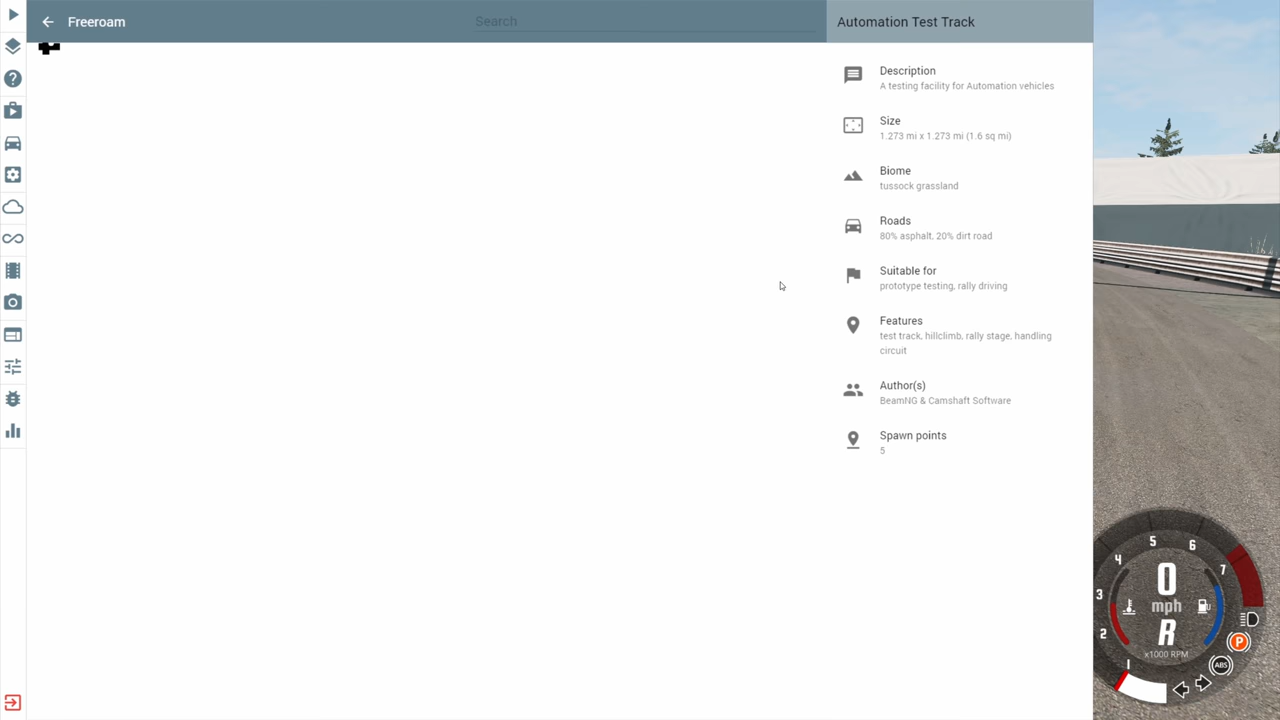 Freeroam
Search
Automation Test Track
Description
A testing facility for Automation vehicles
Size
1.273 mi x 1.273 mi (1.6 sq mi)
Biome
tussock grassland
Roads
80% asphalt, 20% dirt road
Suitable for
prototype testing, rally driving
Features
test track, hillclimb, rally stage, handling
circuit
Author(s)
BeamNG & Camshaft Software
Spawn points
5
1
2
3
4
5
6
7
0
mph
R
x1000 RPM
P
ABS